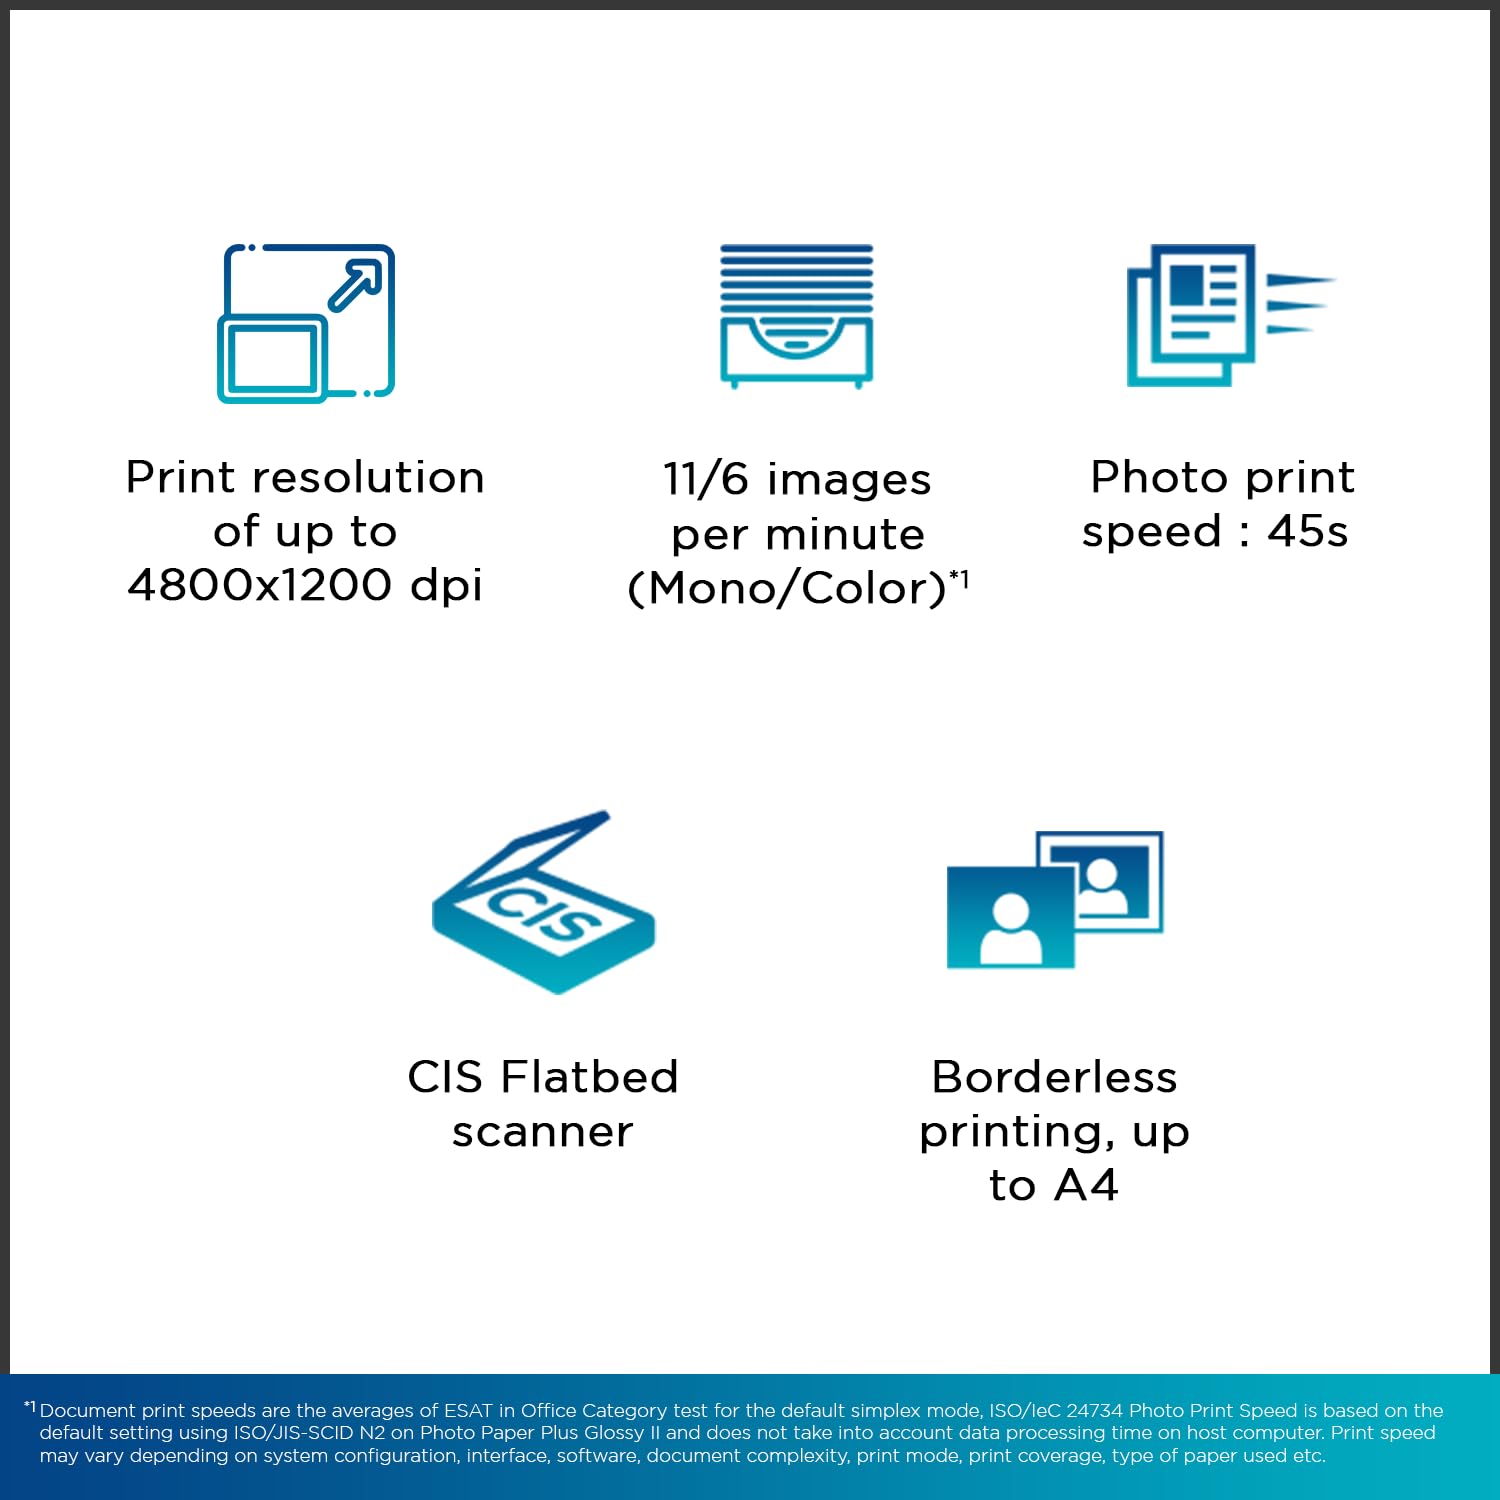 Print resolution
of up to
4800x1200 dpi
11/6 images
per minute
(Mono/Color)*1
Photo print
speed : 45s
CIS
CIS Flatbed
scanner
Borderless
printing, up
to A4
*1 Document print speeds are the averages of ESAT in Office Category test for the default simplex mode, ISO/IeC 24734 Photo Print Speed is based on the
default setting using ISO/JIS-SCID N2 on Photo Paper Plus Glossy II and does not take into account data processing time on host computer. Print speed
may vary depending on system configuration, interface, software, document complexity, print mode, print coverage, type of paper used etc.